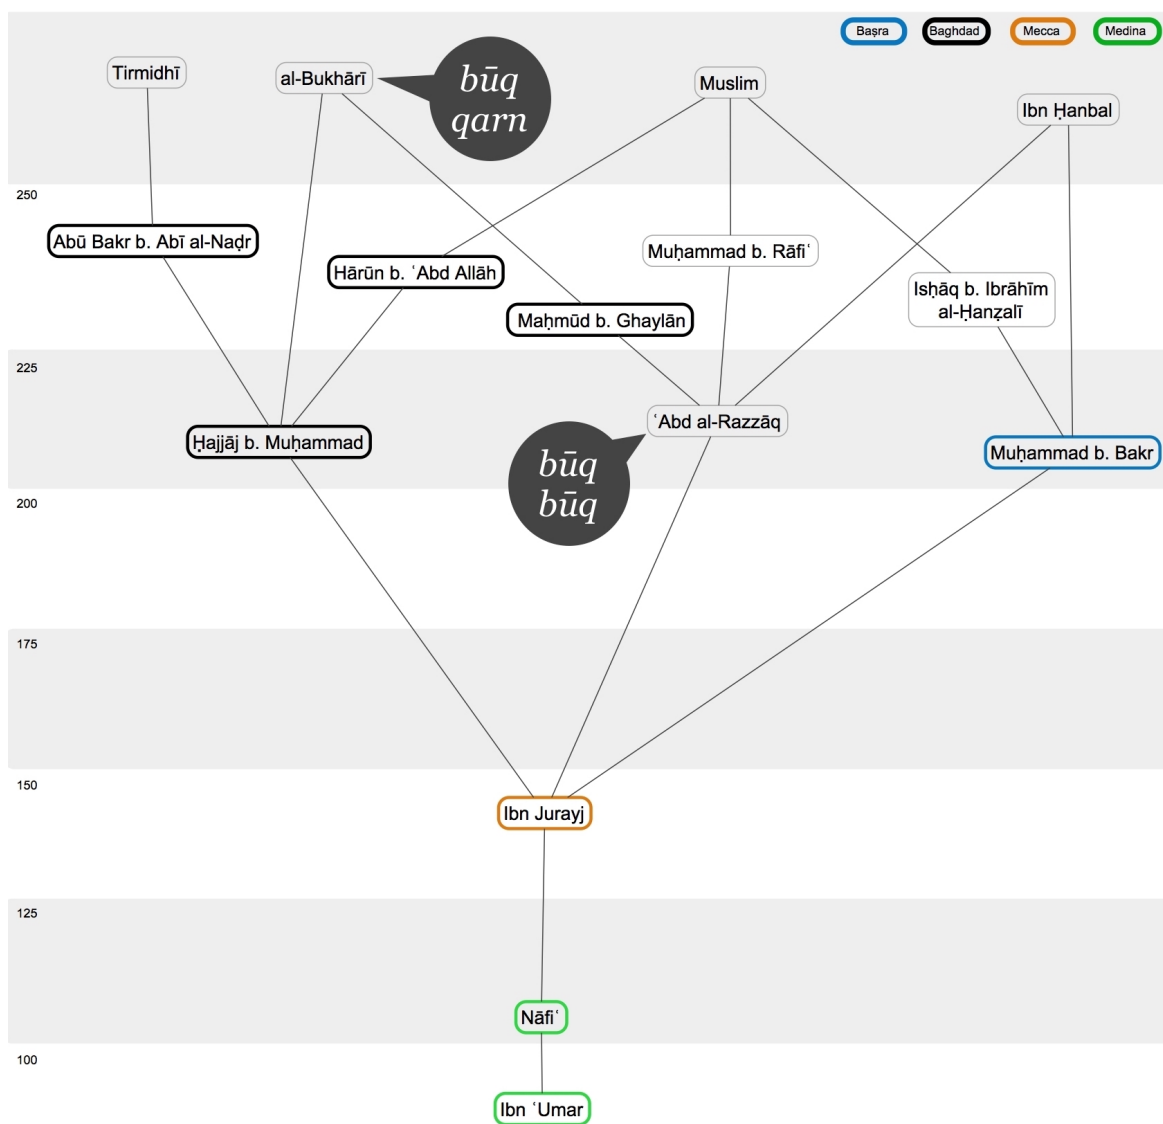 Baṣra
Baghdad
Mecca
Medina
Tirmidhī
al-Bukhārī
būq
qarn
Muslim
Ibn Ḥanbal
250
Abū Bakr b. Abī al-Naḍr
Hārūn b. ʿAbd Allāh
Muḥammad b. Rāfiʿ
Isḥāq b. Ibrāhīm
al-Ḥanẓalī
Maḥmūd b. Ghaylān
225
Ḥajjāj b. Muḥammad
ʿAbd al-Razzāq
būq
būq
Muḥammad b. Bakr
200
175
150
Ibn Jurayj
125
Nāfiʿ
100
Ibn ʿUmar